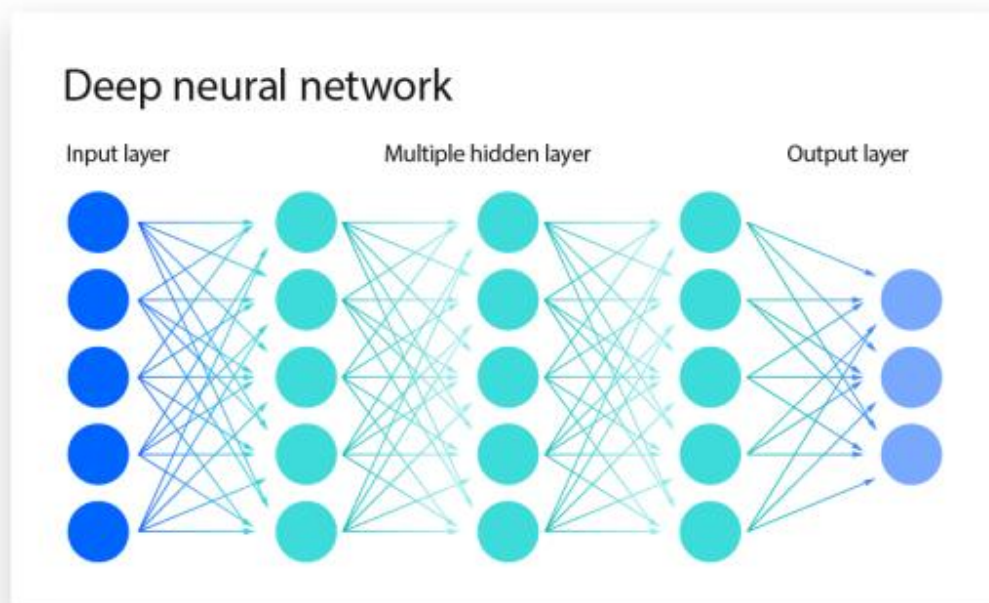 Deep neural network
Input layer
Multiple hidden layer
Output layer